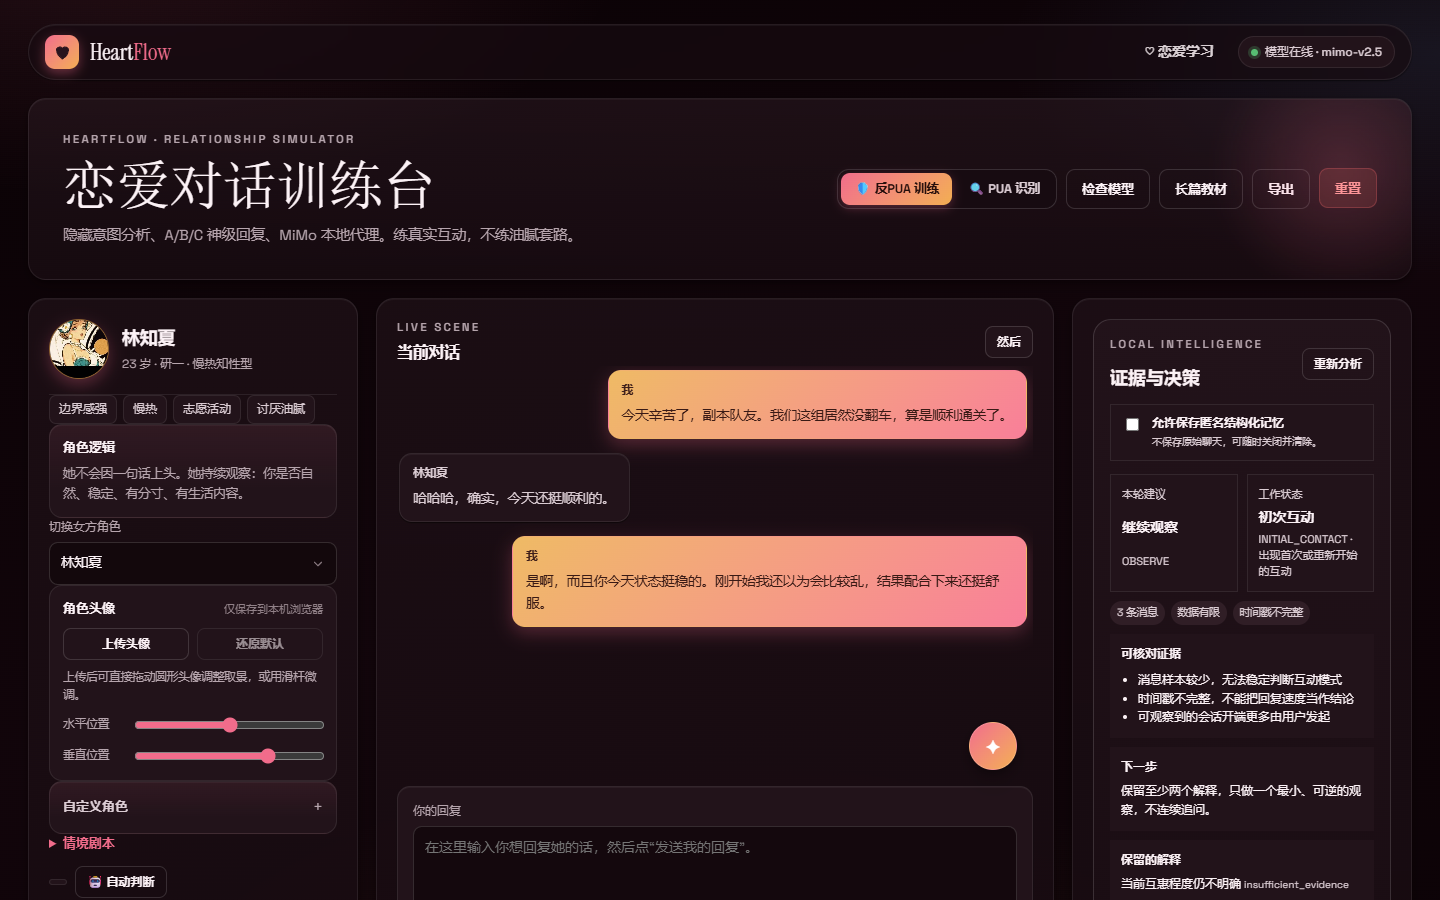 HeartFlow
♡ 恋爱学习
模型在线 · mimo-v2.5
HEARTFLOW · RELATIONSHIP SIMULATOR
恋爱对话训练台
隐藏意图分析、A/B/C 神级回复、MiMo 本地代理。练真实互动，不练油腻套路。
反PUA 训练
PUA 识别
检查模型
长篇教材
导出
重置
林知夏
23 岁 · 研一 · 慢热知性型
边界感强
慢热
志愿活动
讨厌油腻
角色逻辑
她不会因一句话上头。她持续观察：你是否自
然、稳定、有分寸、有生活内容。
切换女方角色
林知夏
角色头像
仅保存到本机浏览器
上传头像
还原默认
上传后可直接拖动圆形头像调整取景，或用滑杆微
调。
水平位置
垂直位置
自定义角色
+
情境剧本
自动判断
LIVE SCENE
当前对话
然后
我
今天辛苦了，副本队友。我们这组居然没翻车，算是顺利通关了。
林知夏
哈哈哈，确实，今天还挺顺利的。
我
是啊，而且你今天状态挺稳的。刚开始我还以为会比较乱，结果配合下来还挺舒
服。
你的回复
在这里输入你想回复她的话，然后点“发送我的回复”。
LOCAL INTELLIGENCE
证据与决策
重新分析
允许保存匿名结构化记忆
不保存原始聊天，可随时关闭并清除。
本轮建议
继续观察
OBSERVE
工作状态
初次互动
INITIAL_CONTACT ·
出现首次或重新开始
的互动
3 条消息
数据有限
时间戳不完整
可核对证据
• 消息样本较少，无法稳定判断互动模式
• 时间戳不完整，不能把回复速度当作结论
• 可观察到的会话开端更多由用户发起
下一步
保留至少两个解释，只做一个最小、可逆的观
察，不连续追问。
保留的解释
当前互惠程度仍不明确 insufficient_evidence